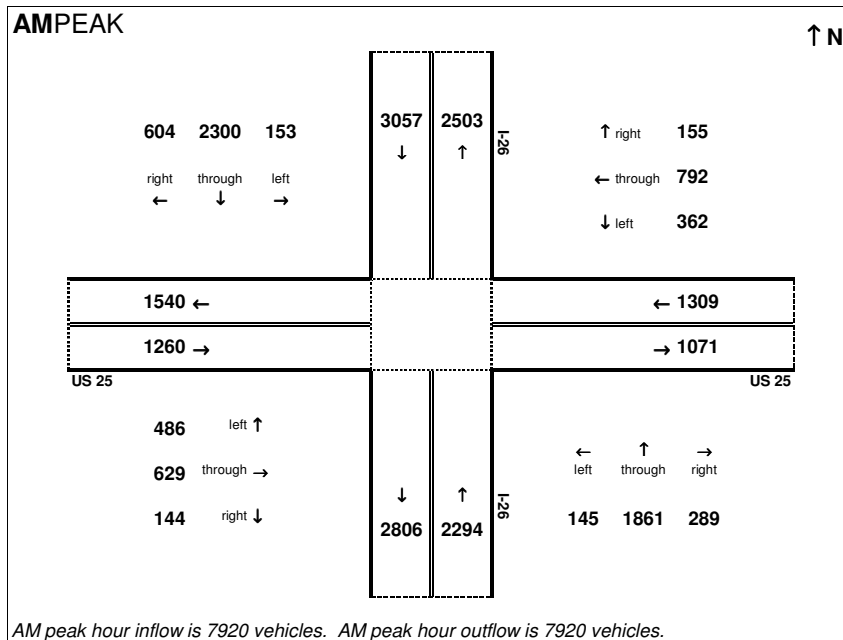 AMPEAK
↑ N
604 2300 153
right through left
← ↓ →
3057 2503
↓ ↑
I-26
↑ right 155
← through 792
↓ left 362
1540 ←
← 1309
1260 →
→ 1071
US 25
US 25
486 left ↑
629 through →
144 right ↓
↓ ↑
2806 2294
I-26
← ↑ →
left through right
145 1861 289
AM peak hour inflow is 7920 vehicles. AM peak hour outflow is 7920 vehicles.